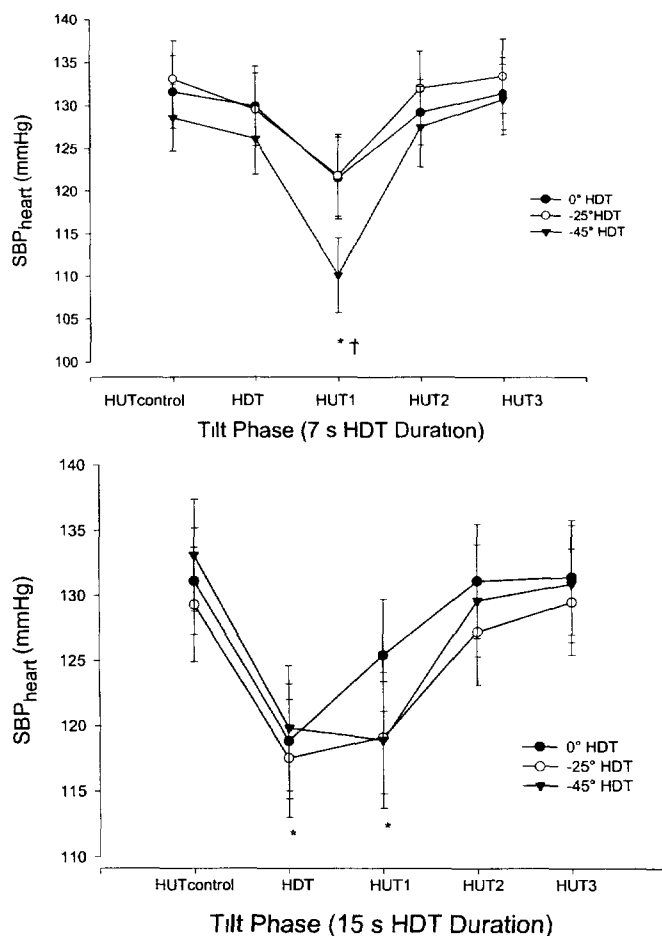 140
135
130
125
120
115
110
105
100
SBPheart (mmHg)
0° HDT
-25°HDT
-45° HDT
* †
HUTcontrol HDT HUT1 HUT2 HUT3
Tilt Phase (7 s HDT Duration)
140
135
130
125
120
115
110
SBPheart (mmHg)
0° HDT
-25° HDT
-45° HDT
* *
HUTcontrol HDT HUT1 HUT2 HUT3
Tilt Phase (15 s HDT Duration)